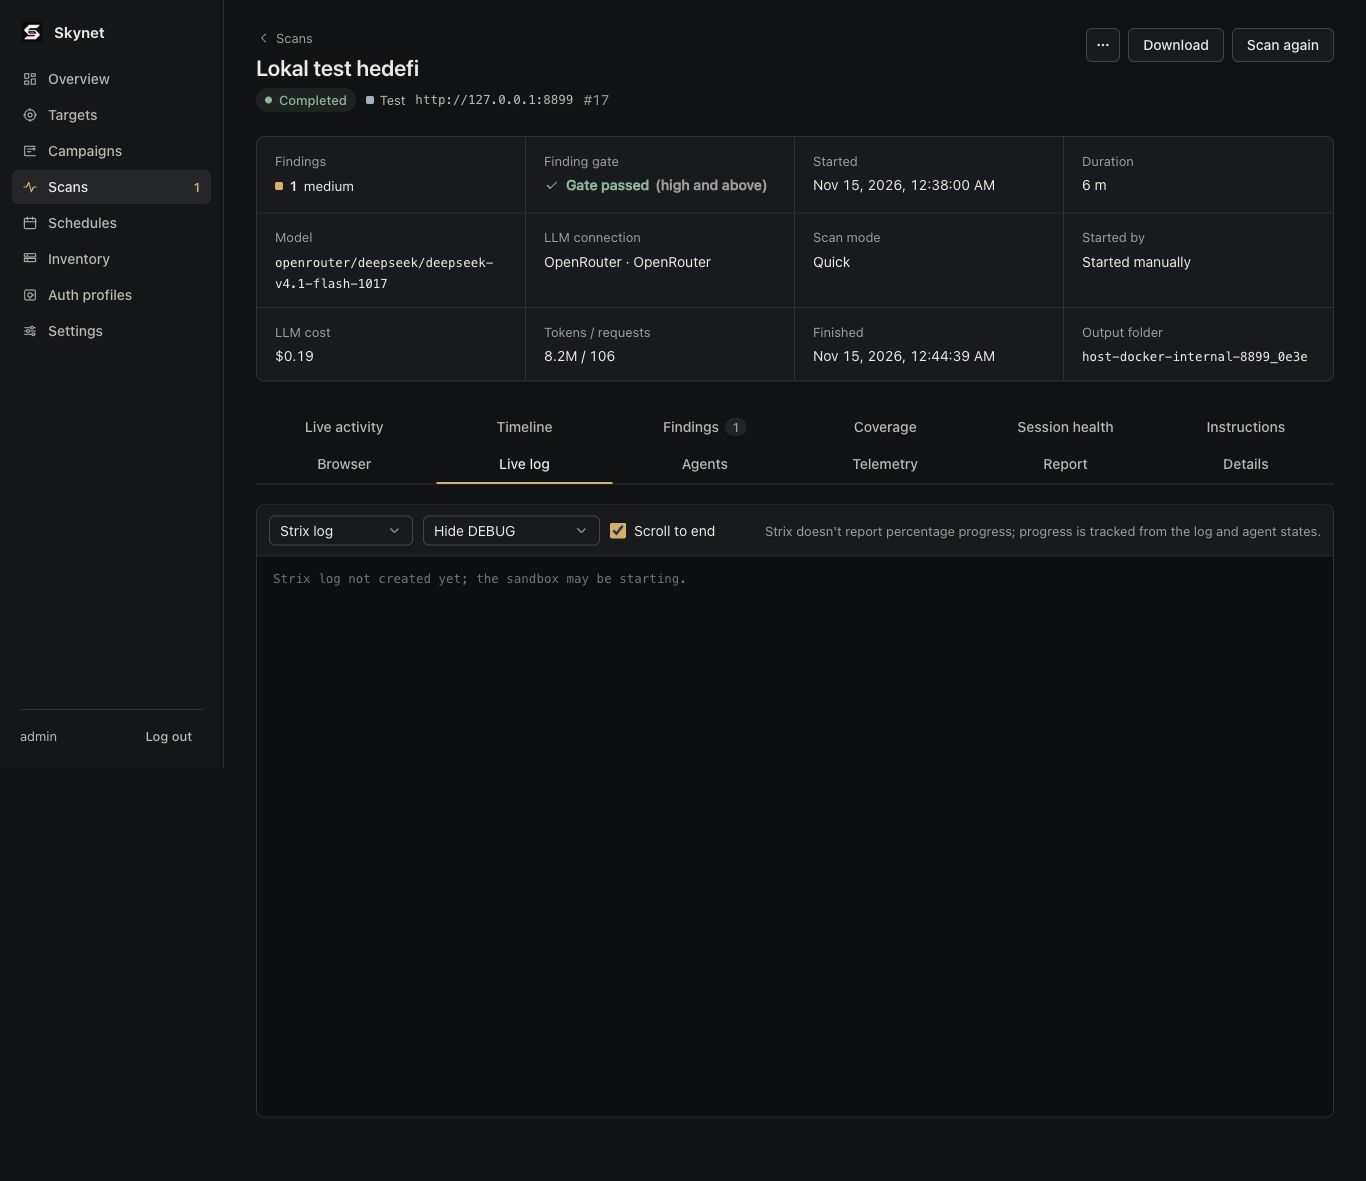 Skynet
Overview
Targets
Campaigns
Scans 1
Schedules
Inventory
Auth profiles
Settings
admin
Log out
Scans
Lokal test hedefi
Completed Test http://127.0.0.1:8899 #17
... Download Scan again
Findings
1 medium
Finding gate
Gate passed (high and above)
Started
Nov 15, 2026, 12:38:00 AM
Duration
6 m
Model
openrouter/deepseek/deepseek-
v4.1-flash-1017
LLM connection
OpenRouter · OpenRouter
Scan mode
Quick
Started by
Started manually
LLM cost
$0.19
Tokens / requests
8.2M / 106
Finished
Nov 15, 2026, 12:44:39 AM
Output folder
host-docker-internal-8899_0e3e
Live activity Timeline Findings 1 Coverage Session health Instructions
Browser Live log Agents Telemetry Report Details
Strix log Hide DEBUG Scroll to end Strix doesn't report percentage progress; progress is tracked from the log and agent states.
Strix log not created yet; the sandbox may be starting.